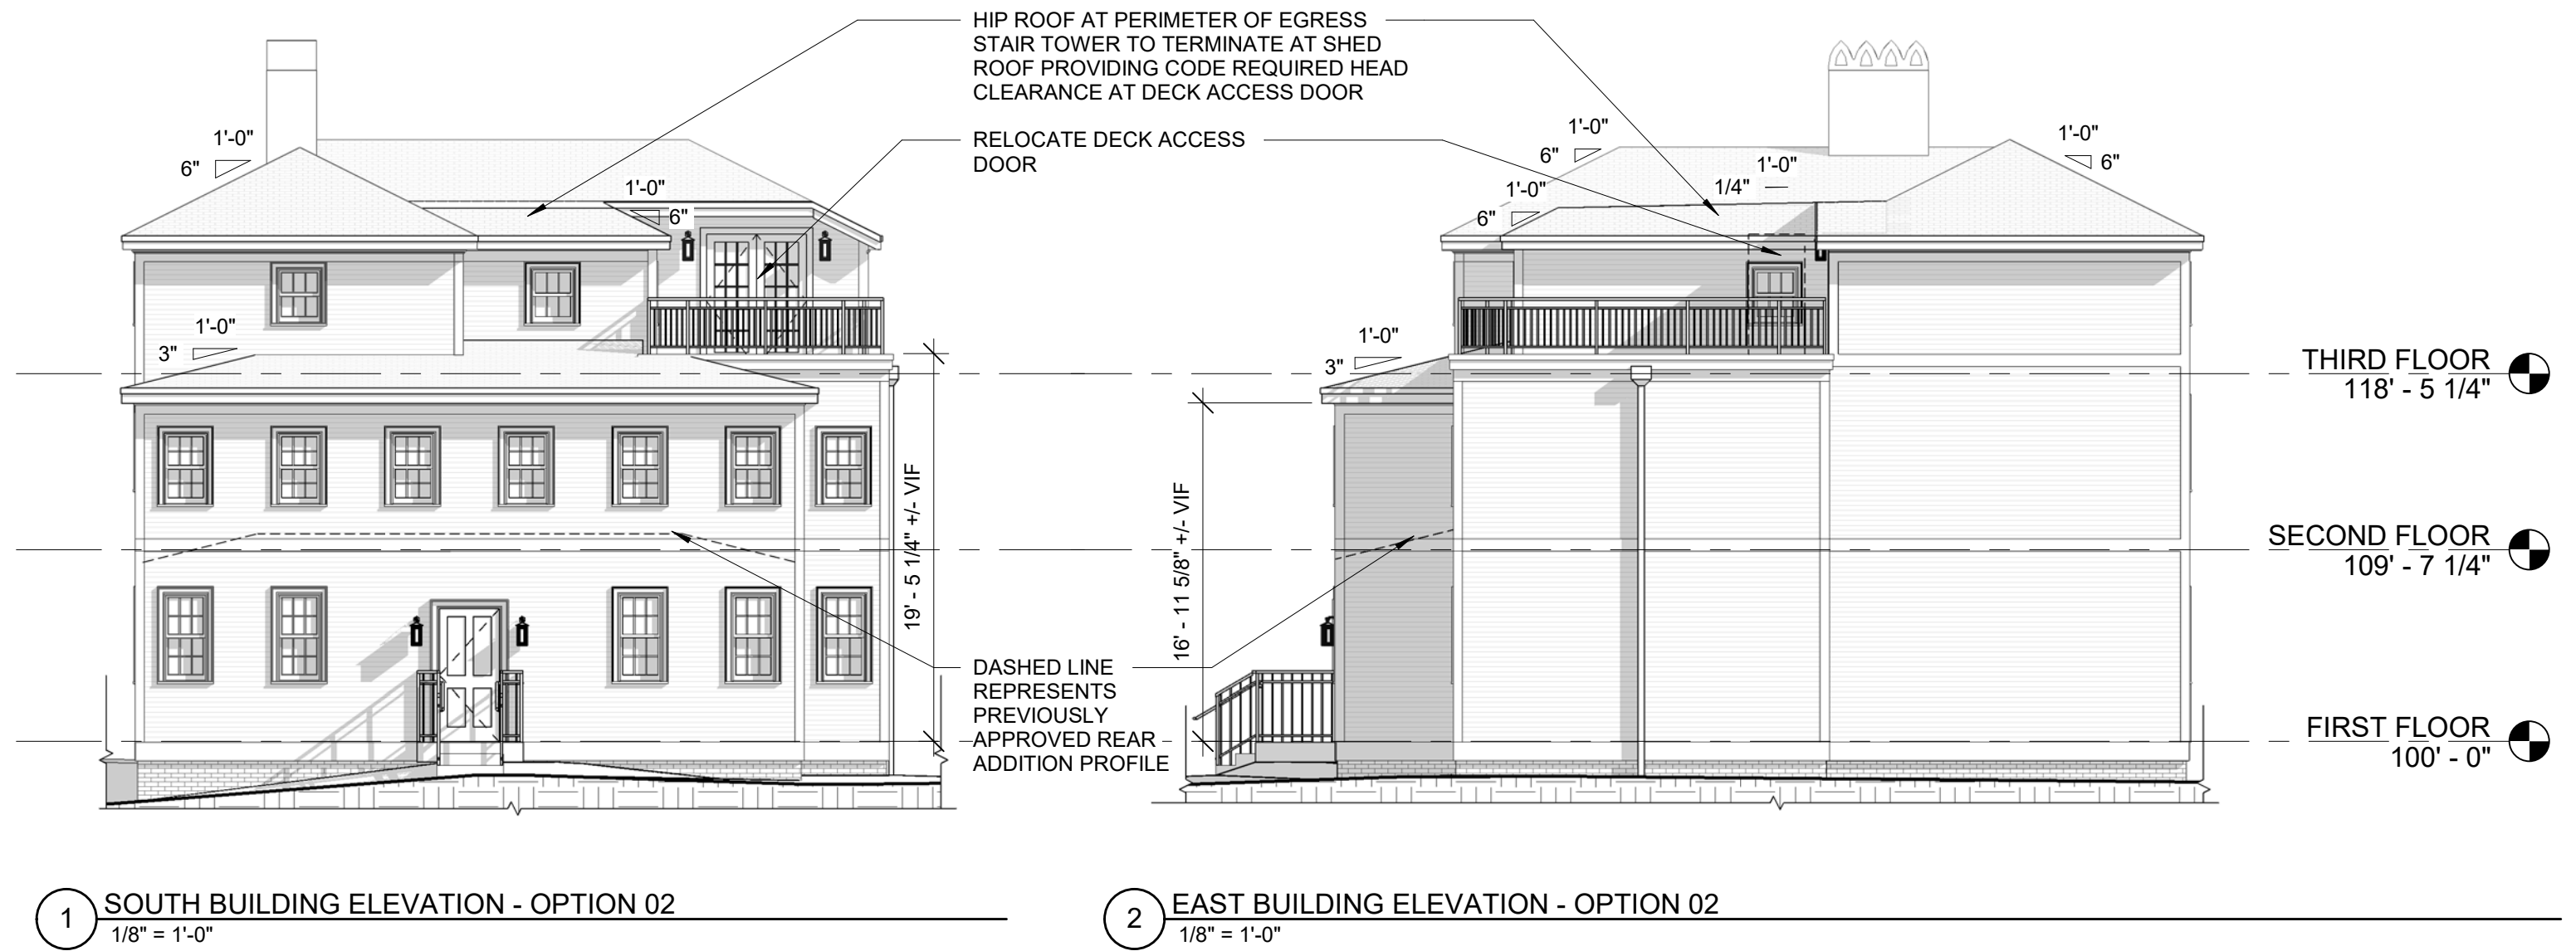 HIP ROOF AT PERIMETER OF EGRESS
STAIR TOWER TO TERMINATE AT SHED
ROOF PROVIDING CODE REQUIRED HEAD
CLEARANCE AT DECK ACCESS DOOR
RELOCATE DECK ACCESS
DOOR
1'-0"
6"
1'-0"
6"
1'-0"
3"
19' - 5 1/4" +/- VIF
1'-0"
6"
1'-0"
6"
1'-0"
1/4"
1'-0"
6"
1'-0"
3"
16' - 11 5/8" +/- VIF
DASHED LINE
REPRESENTS
PREVIOUSLY
APPROVED REAR
ADDITION PROFILE
THIRD FLOOR
118' - 5 1/4"
SECOND FLOOR
109' - 7 1/4"
FIRST FLOOR
100' - 0"
1
SOUTH BUILDING ELEVATION - OPTION 02
1/8" = 1'-0"
2
EAST BUILDING ELEVATION - OPTION 02
1/8" = 1'-0"